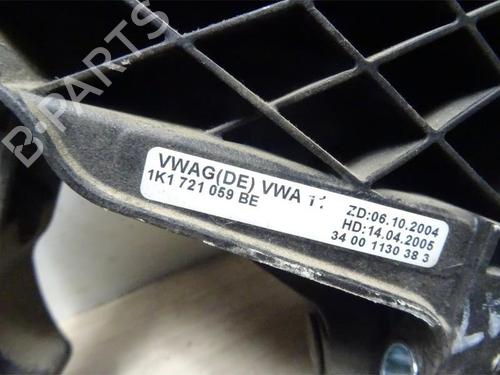 B-PARTS
VWAG(DE) VWA 11
1K1 721 059 BE
ZD:06.10.2004
HD:14.04.2005
34 00 1130 38 3